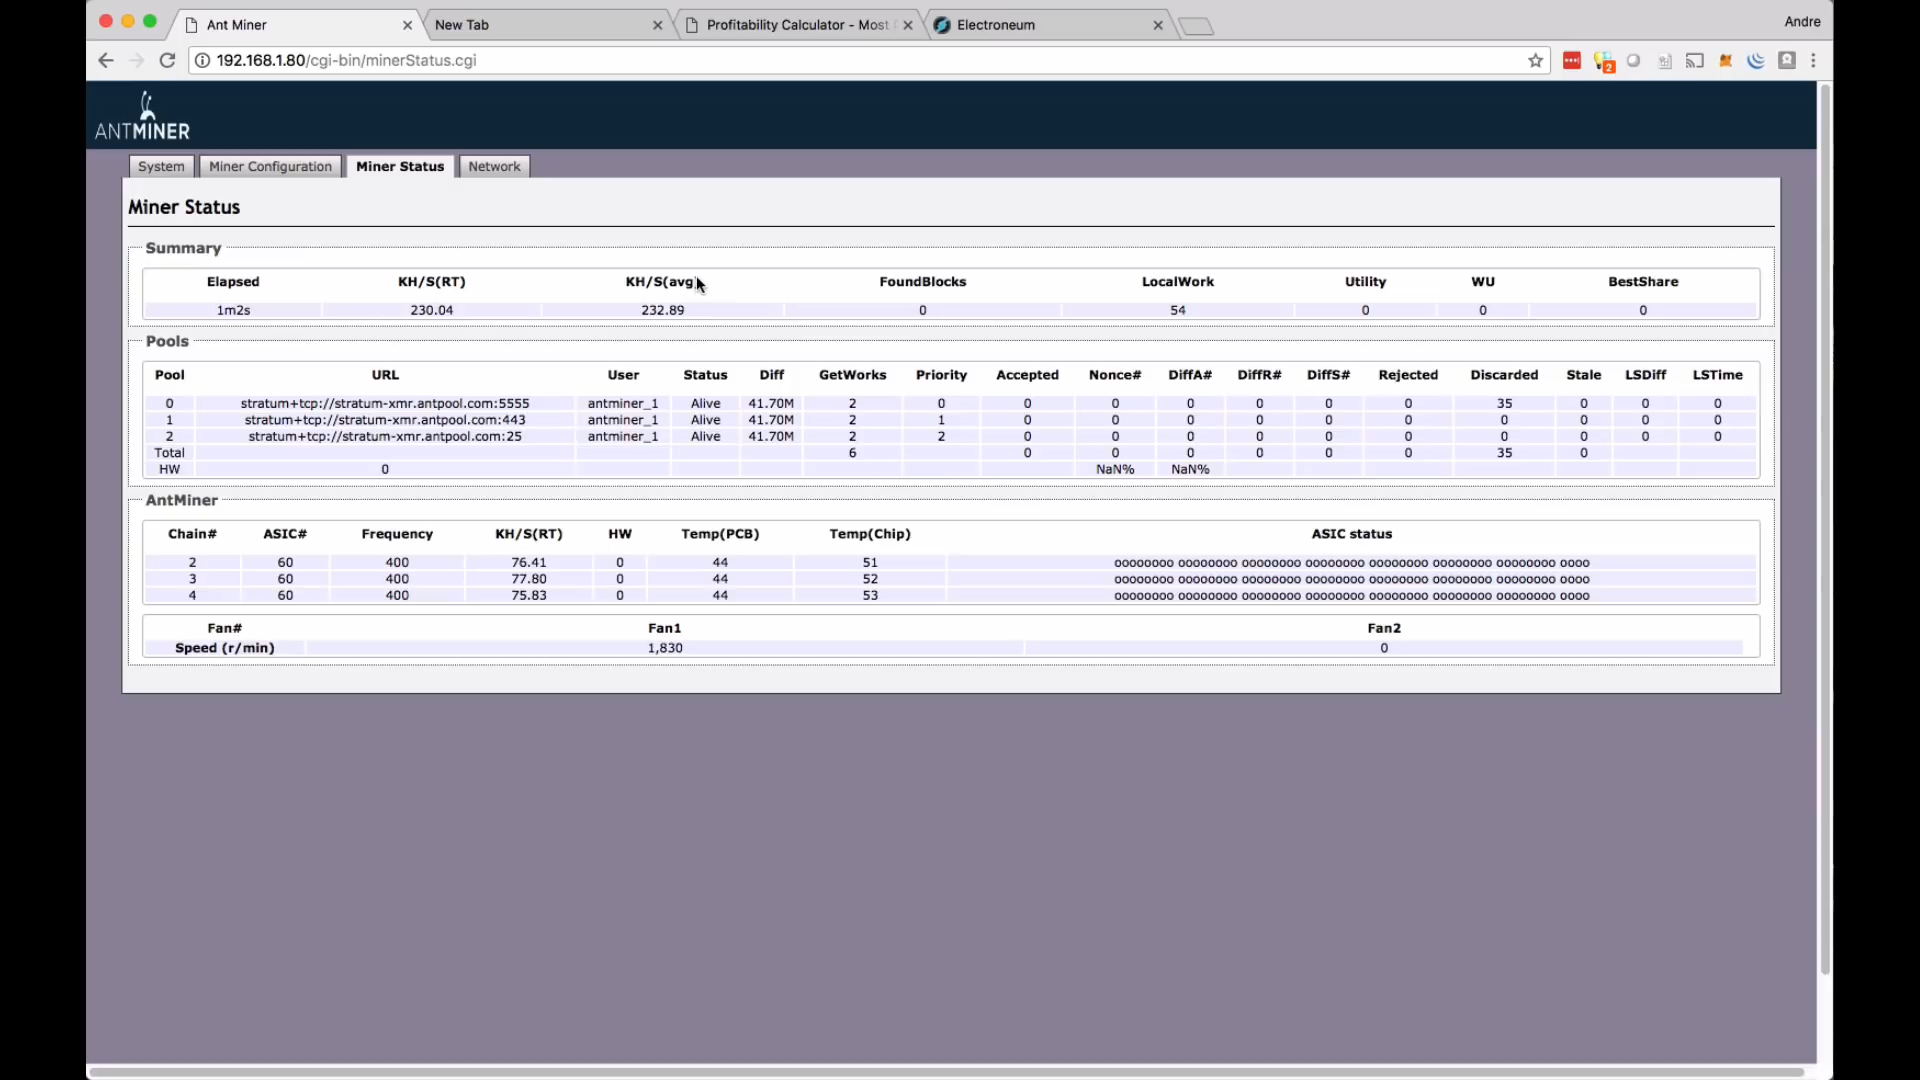 Ant Miner
New Tab
Profitability Calculator - Most
Electroneum
Andre
192.168.1.80/cgi-bin/minerStatus.cgi
2
ANTMINER
System Miner Configuration Miner Status Network
Miner Status
Summary
Elapsed KH/S(RT) KH/S(avg) FoundBlocks LocalWork Utility WU BestShare
1m2s 230.04 232.89 0 54 0 0 0
Pools
Pool URL User Status Diff GetWorks Priority Accepted Nonce# DiffA# DiffR# DiffS# Rejected Discarded Stale LSDiff LSTime
0 stratum+tcp://stratum-xmr.antpool.com:5555 antminer_1 Alive 41.70M 2 0 0 0 0 0 0 0 35 0 0 0
1 stratum+tcp://stratum-xmr.antpool.com:443 antminer_1 Alive 41.70M 2 1 0 0 0 0 0 0 0 0 0 0
2 stratum+tcp://stratum-xmr.antpool.com:25 antminer_1 Alive 41.70M 2 2 0 0 0 0 0 0 0 0 0 0
Total 6 0 0 0 0 0 0 35 0
HW 0 NaN% NaN%
AntMiner
Chain# ASIC# Frequency KH/S(RT) HW Temp(PCB) Temp(Chip) ASIC status
2 60 400 76.41 0 44 51 oooooooo oooooooo oooooooo oooooooo oooooooo oooooooo oooooooo oooo
3 60 400 77.80 0 44 52 oooooooo oooooooo oooooooo oooooooo oooooooo oooooooo oooooooo oooo
4 60 400 75.83 0 44 53 oooooooo oooooooo oooooooo oooooooo oooooooo oooooooo oooooooo oooo
Fan# Fan1 Fan2
Speed (r/min) 1,830 0